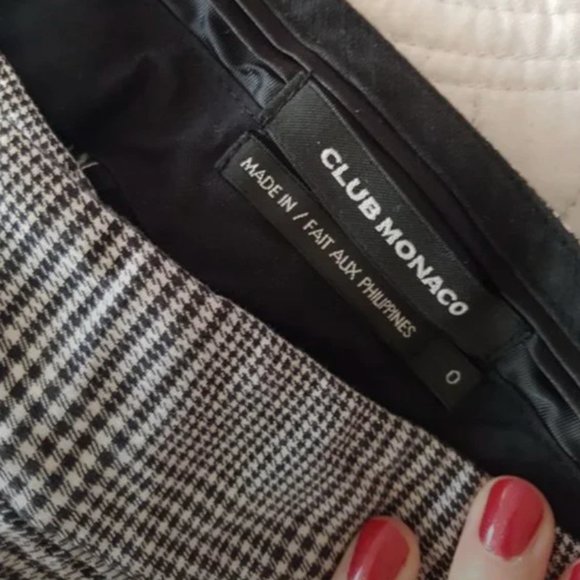 CLUB MONACO
MADE IN / FAIT AUX PHILIPPINES
0